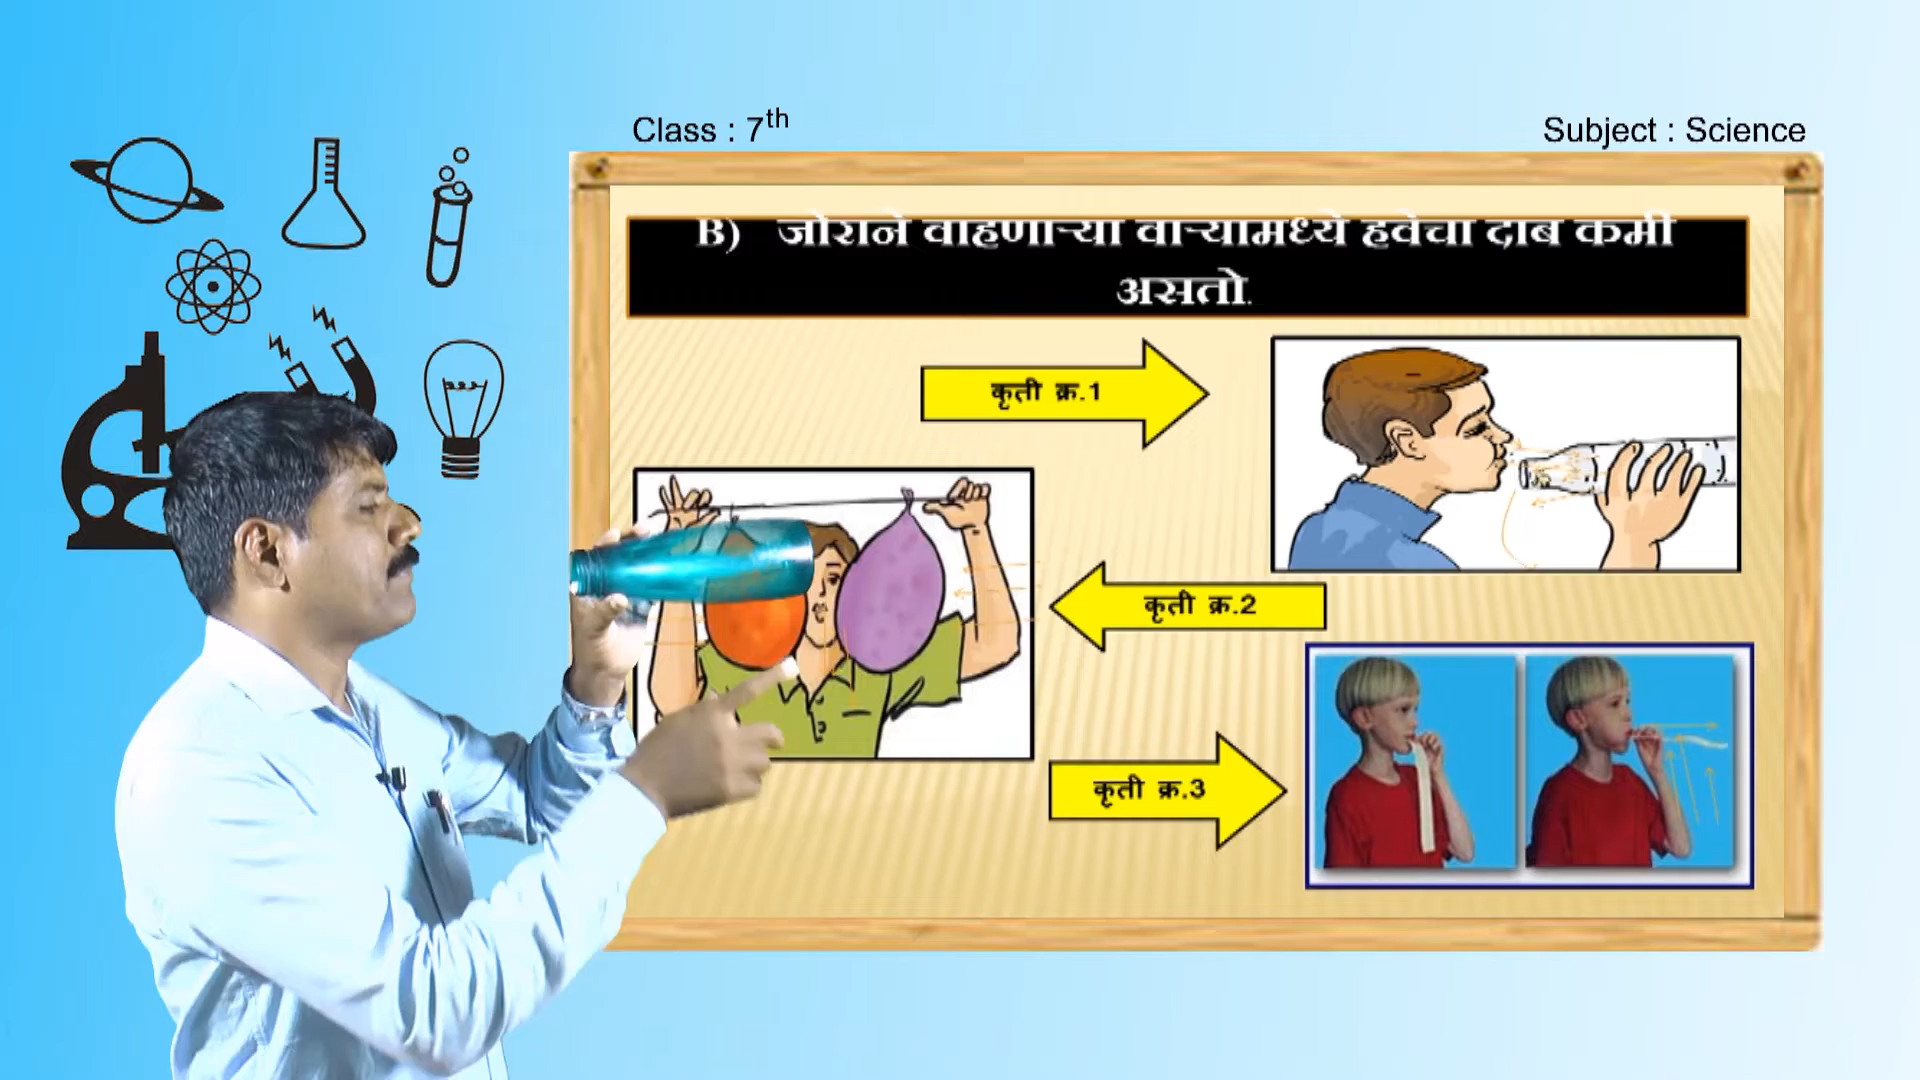 Class : 7th
Subject : Science
B) जोराने वाहणाऱ्या वाऱ्यामध्ये हवेचा दाब कमी
असतो.
कृती क्र.1
कृती क्र.2
कृती क्र.3